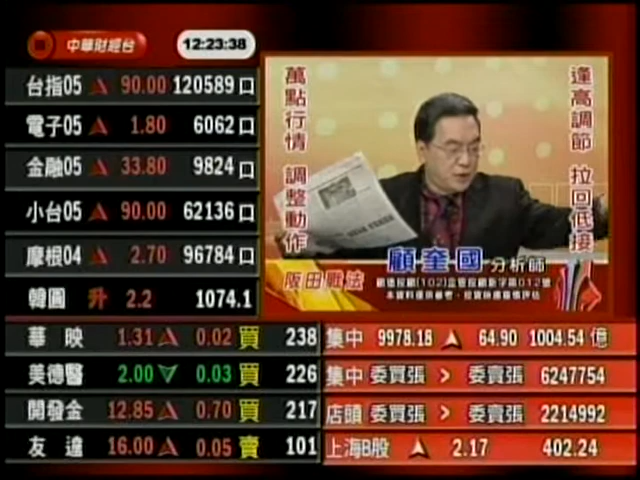 中華財經台 12:23:38
台指05 ▲ 90.00 120589口
電子05 ▲ 1.80 6062口
金融05 ▲ 33.80 9824口
小台05 ▲ 90.00 62136口
摩根04 ▲ 2.70 96784口
韓圓 升 2.2 1074.1
萬點行情 調整動作
逢高調節 拉回低接
顧奎國 分析師
阪田戰法
華映 1.31 ▲ 0.02 買 238
美德醫 2.00 ▽ 0.03 買 226
開發金 12.85 ▲ 0.70 買 217
友達 16.00 ▲ 0.05 賣 101
集中 9978.18 ▲ 64.90 1004.54 億
集中 委買張 > 委賣張 6247754
店頭 委買張 > 委賣張 2214992
上海B股 ▲ 2.17 402.24